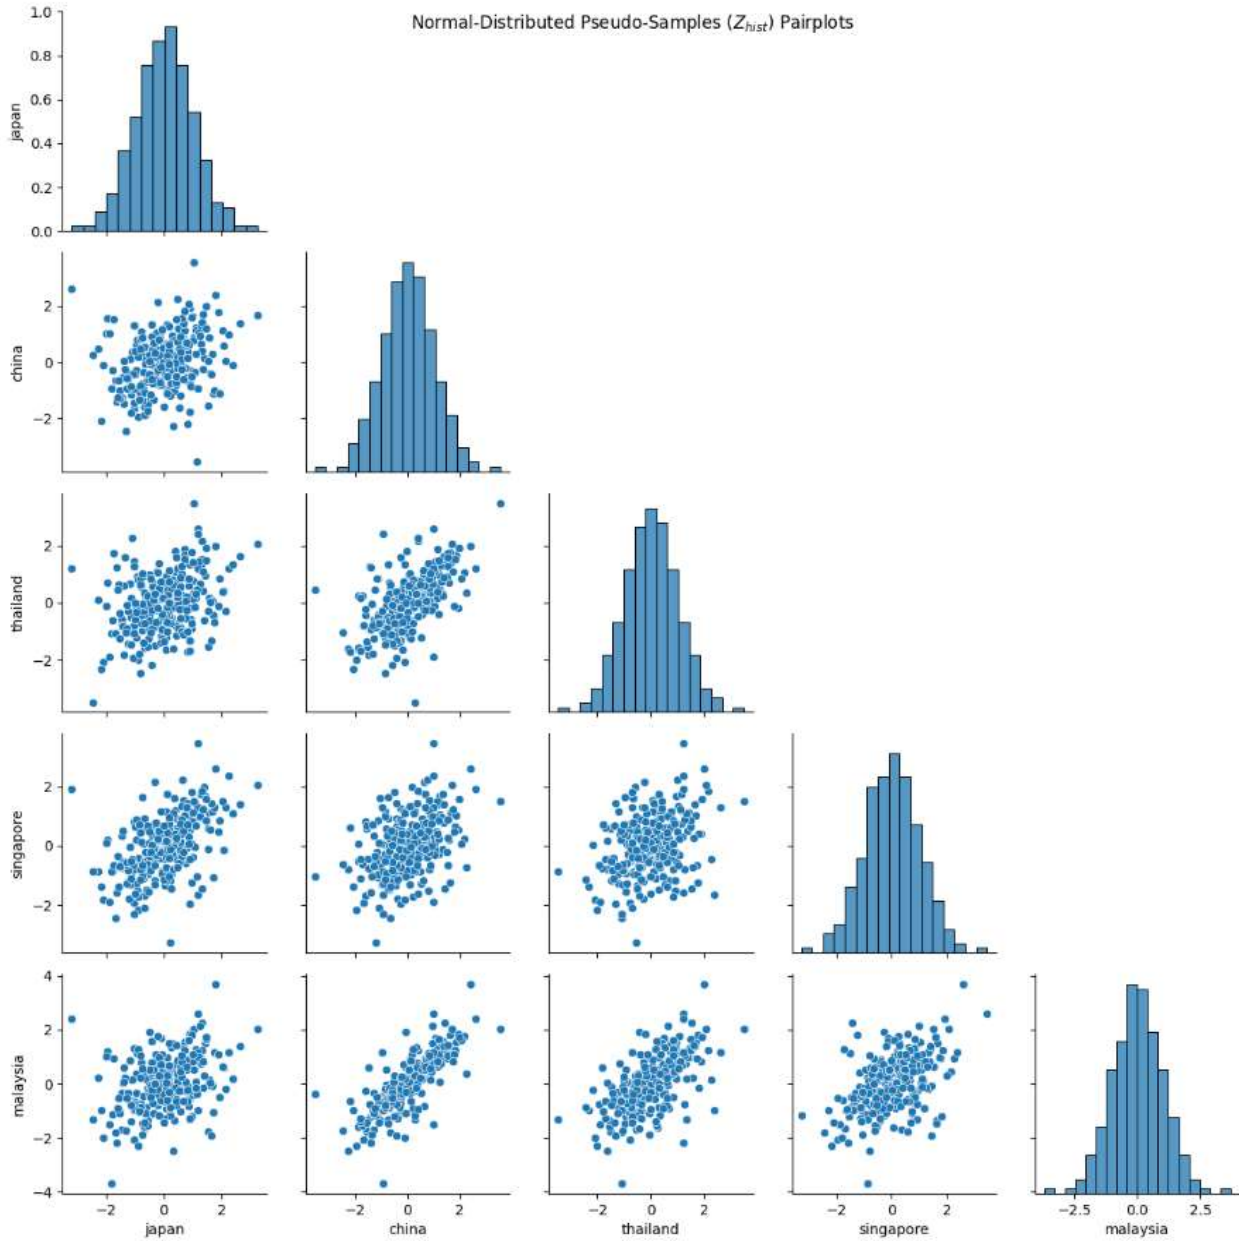 Normal-Distributed Pseudo-Samples (Z_hist) Pairplots
1.0
0.8
0.6
0.4
0.2
0.0
japan
2
0
−2
china
2
0
−2
thailand
2
0
−2
singapore
4
2
0
−2
−4
malaysia
−2 0 2
japan
−2 0 2
china
−2 0 2
thailand
−2 0 2
singapore
−2.5 0.0 2.5
malaysia